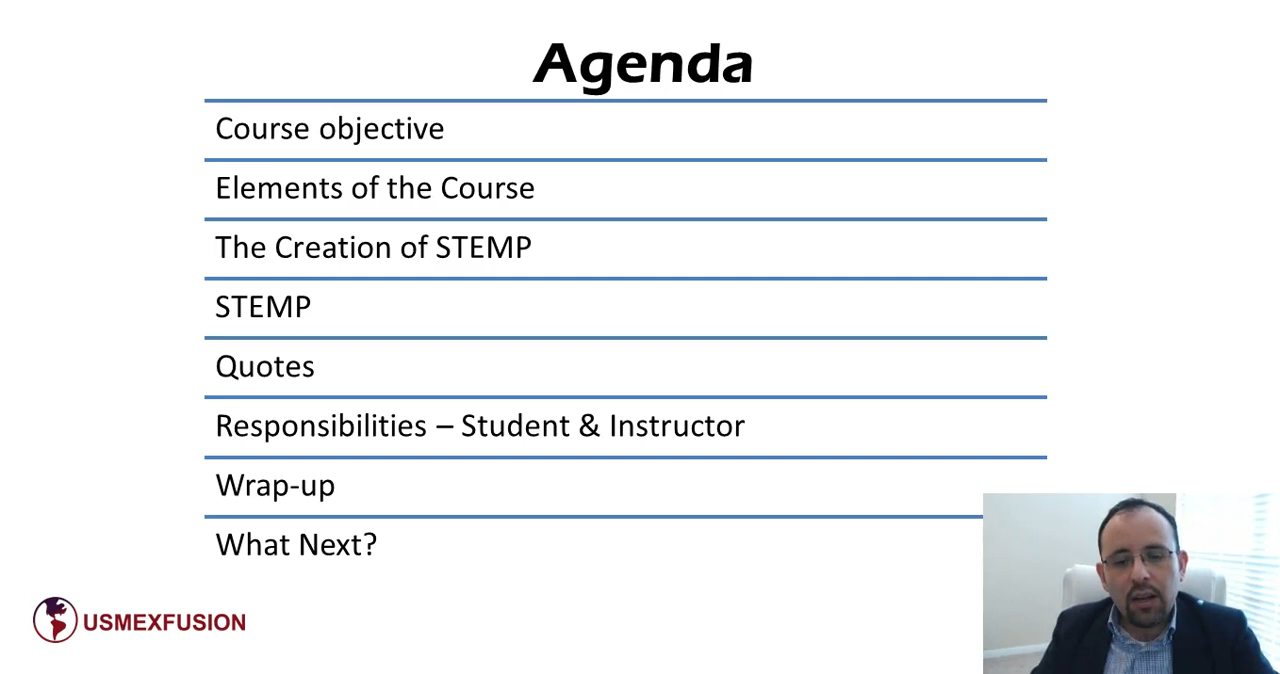 Agenda
Course objective
Elements of the Course
The Creation of STEMP
STEMP
Quotes
Responsibilities – Student & Instructor
Wrap-up
What Next?
USMEXFUSION